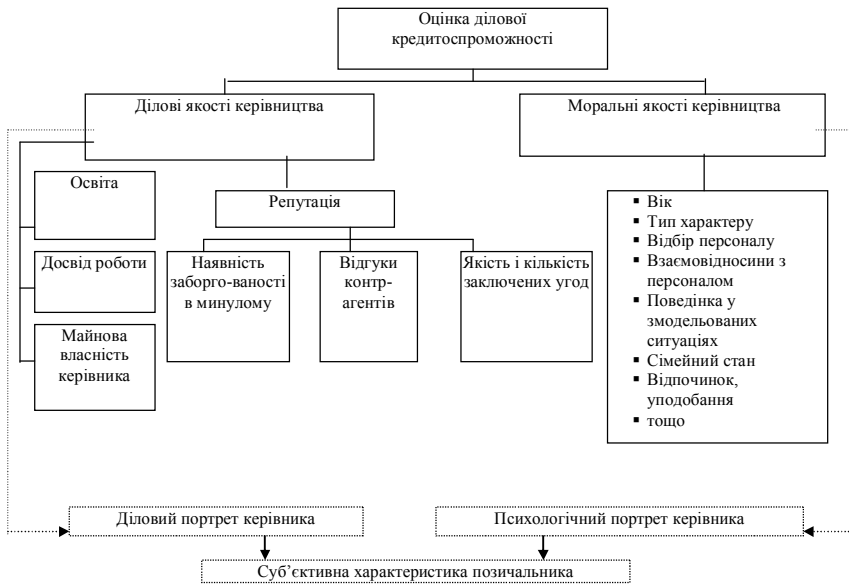 Оцінка ділової
кредитоспроможності
Ділові якості керівництва
Моральні якості керівництва
Освіта
Досвід роботи
Майнова
власність
керівника
Репутація
Наявність
заборго-ваності
в минулому
Відгуки
контр-
агентів
Якість і кількість
заключених угод
▪ Вік
▪ Тип характеру
▪ Відбір персоналу
▪ Взаємовідносини з
персоналом
▪ Поведінка у
змодельованих
ситуаціях
▪ Сімейний стан
▪ Відпочинок,
уподобання
▪ тощо
Діловий портрет керівника
Психологічний портрет керівника
Суб’єктивна характеристика позичальника